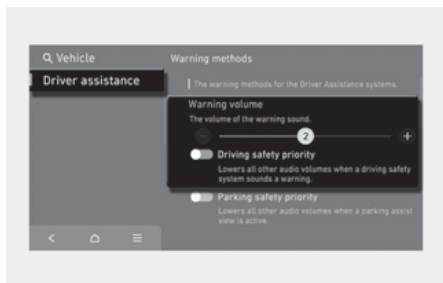 Vehicle
Warning methods
Driver assistance
The warning methods for the Driver Assistance systems.
Warning volume
The volume of the warning sound.
2
Driving safety priority
Lowers all other audio volumes when a driving safety
system sounds a warning.
Parking safety priority
Lowers all other audio volumes when a parking assist
view is active.